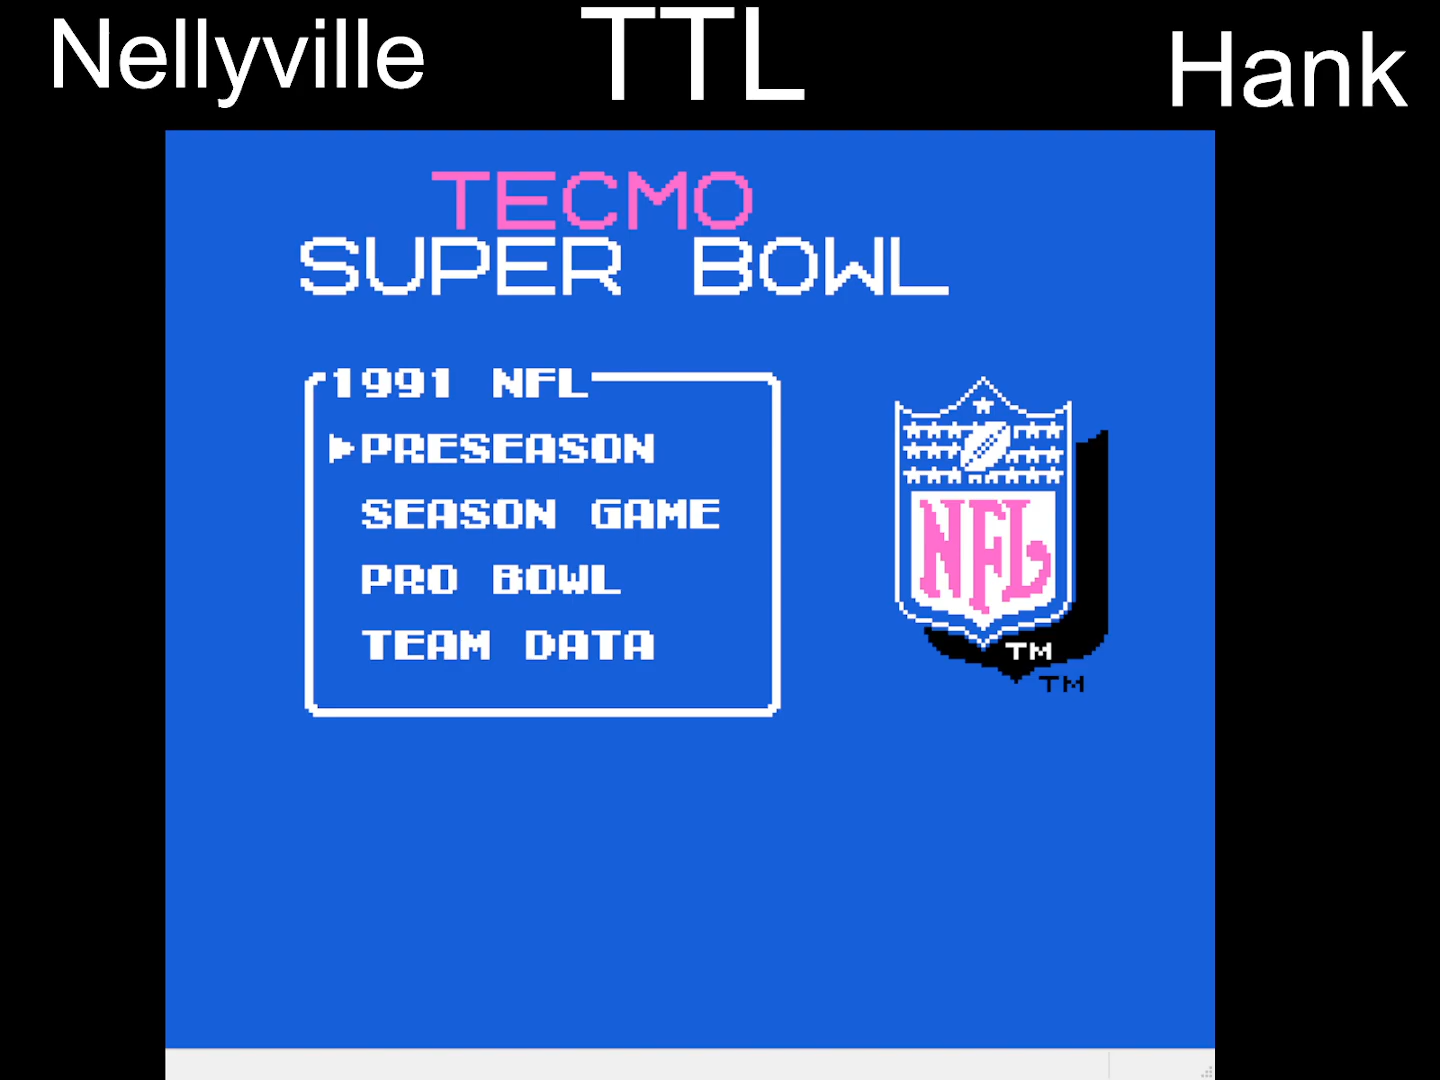 Nellyville TTL Hank
TECMO
SUPER BOWL
1991 NFL
PRESEASON
SEASON GAME
PRO BOWL
TEAM DATA
NFL
TM
TM